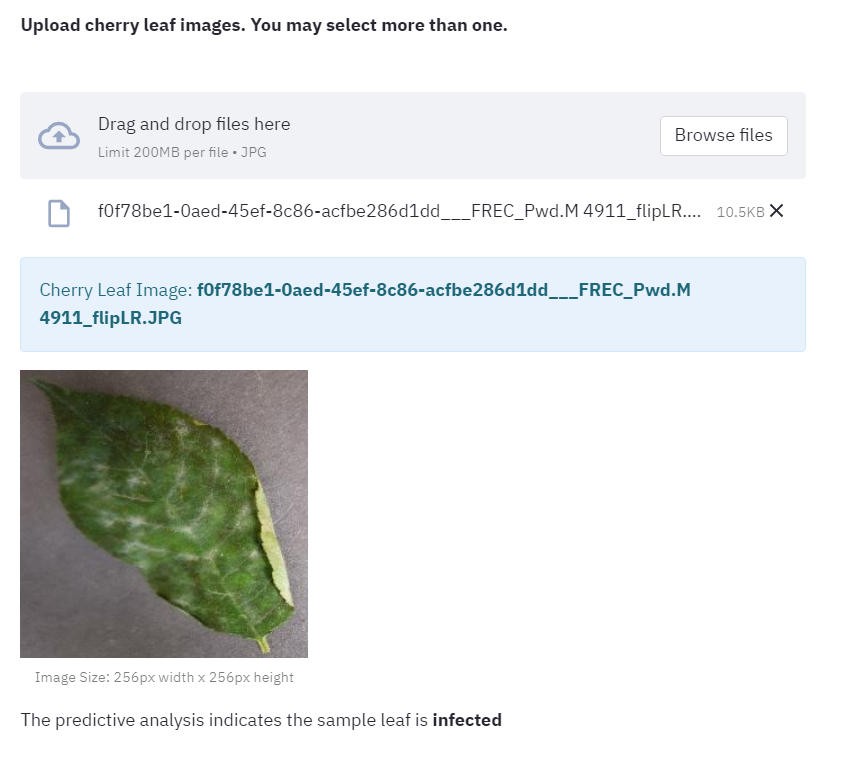 Upload cherry leaf images. You may select more than one.
Drag and drop files here
Limit 200MB per file • JPG
Browse files
f0f78be1-0aed-45ef-8c86-acfbe286d1dd___FREC_Pwd.M 4911_flipLR.... 10.5KB
Cherry Leaf Image: f0f78be1-0aed-45ef-8c86-acfbe286d1dd___FREC_Pwd.M
4911_flipLR.JPG
Image Size: 256px width x 256px height
The predictive analysis indicates the sample leaf is infected